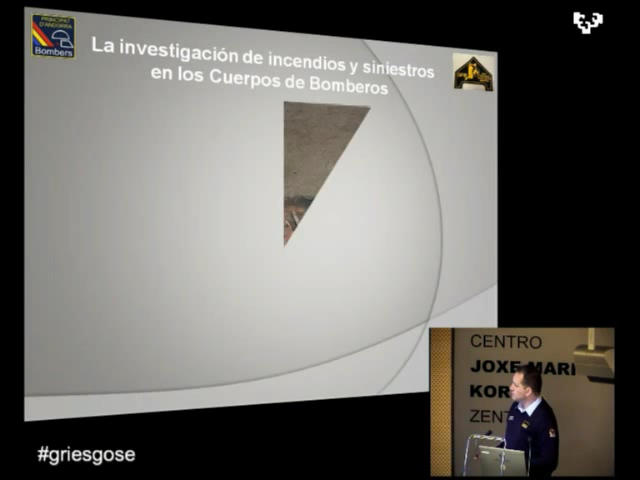 PRINCIPAT
D'ANDORRA
Bombers
La investigación de incendios y siniestros
en los Cuerpos de Bomberos
CENTRO
JOXE MARI
KOR
ZENT
#griesgose